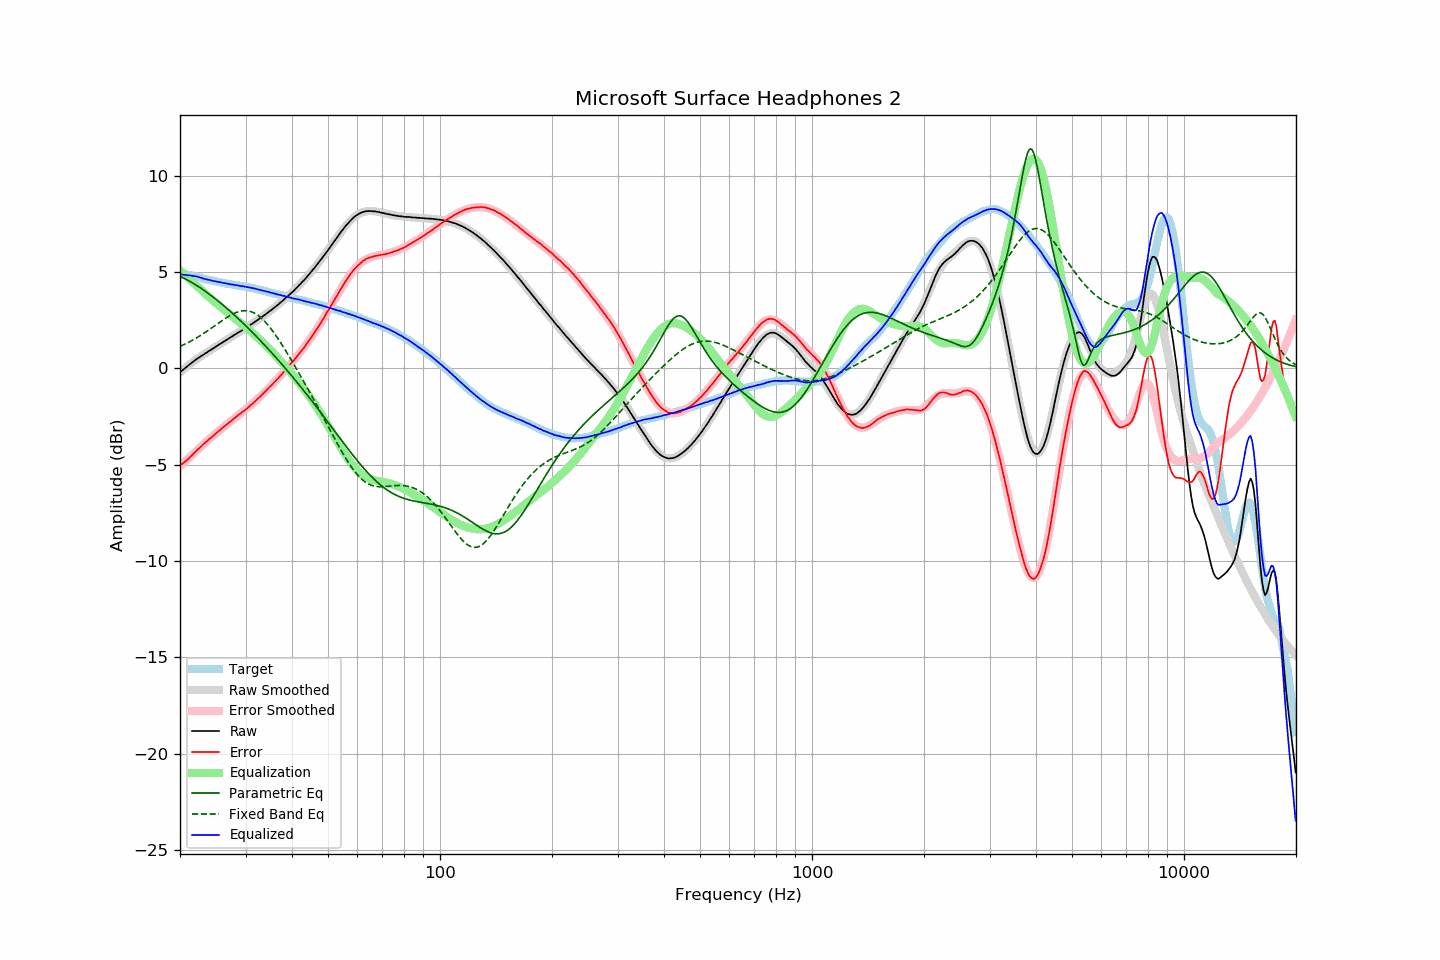 Microsoft Surface Headphones 2
Amplitude (dBr)
10
5
0
−5
−10
−15
−20
−25
Target
Raw Smoothed
Error Smoothed
Raw
Error
Equalization
Parametric Eq
Fixed Band Eq
Equalized
100 1000 10000
Frequency (Hz)